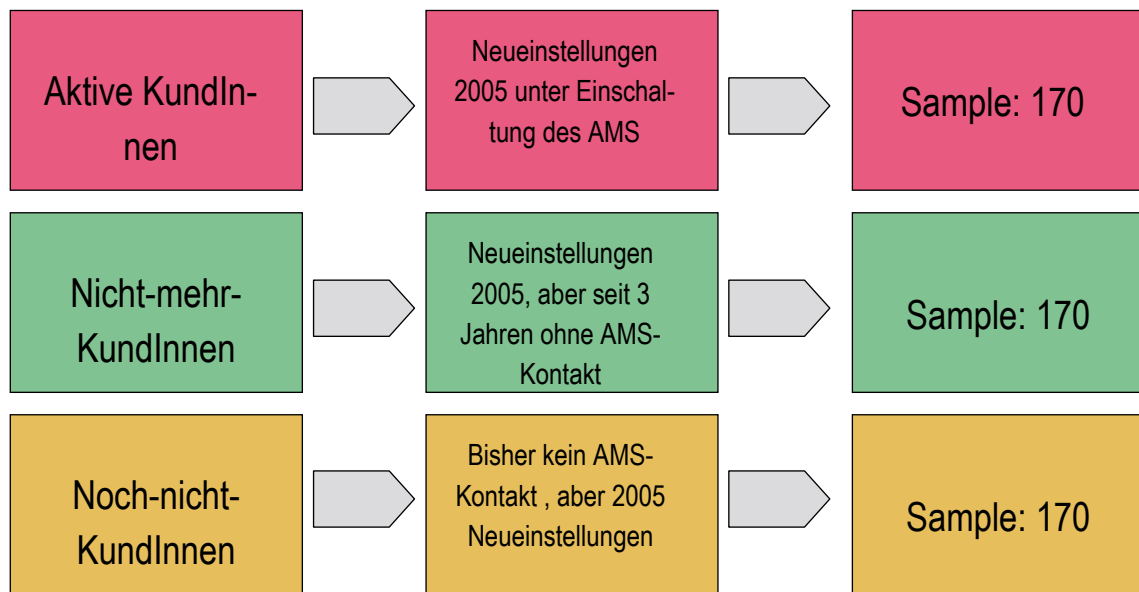 Aktive KundIn-
nen
Neueinstellungen
2005 unter Einschal-
tung des AMS
Sample: 170
Nicht-mehr-
KundInnen
Neueinstellungen
2005, aber seit 3
Jahren ohne AMS-
Kontakt
Sample: 170
Noch-nicht-
KundInnen
Bisher kein AMS-
Kontakt , aber 2005
Neueinstellungen
Sample: 170